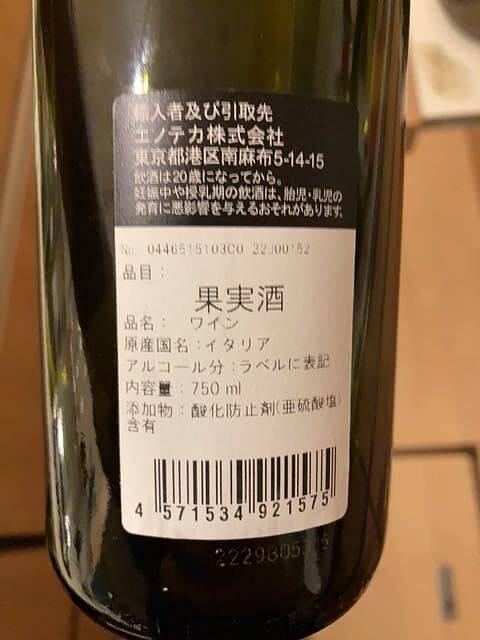 輸入者及び引取先
エノテカ株式会社
東京都港区南麻布5-14-15
飲酒は20歳になってから。
妊娠中や授乳期の飲酒は、胎児・乳児の
発育に悪影響を与えるおそれがあります。
No. 0446515103C0 22J00152
品目：
果実酒
品名： ワイン
原産国名：イタリア
アルコール分：ラベルに表記
内容量：750 ml
添加物：酸化防止剤(亜硫酸塩)
含有
4 571534 921575